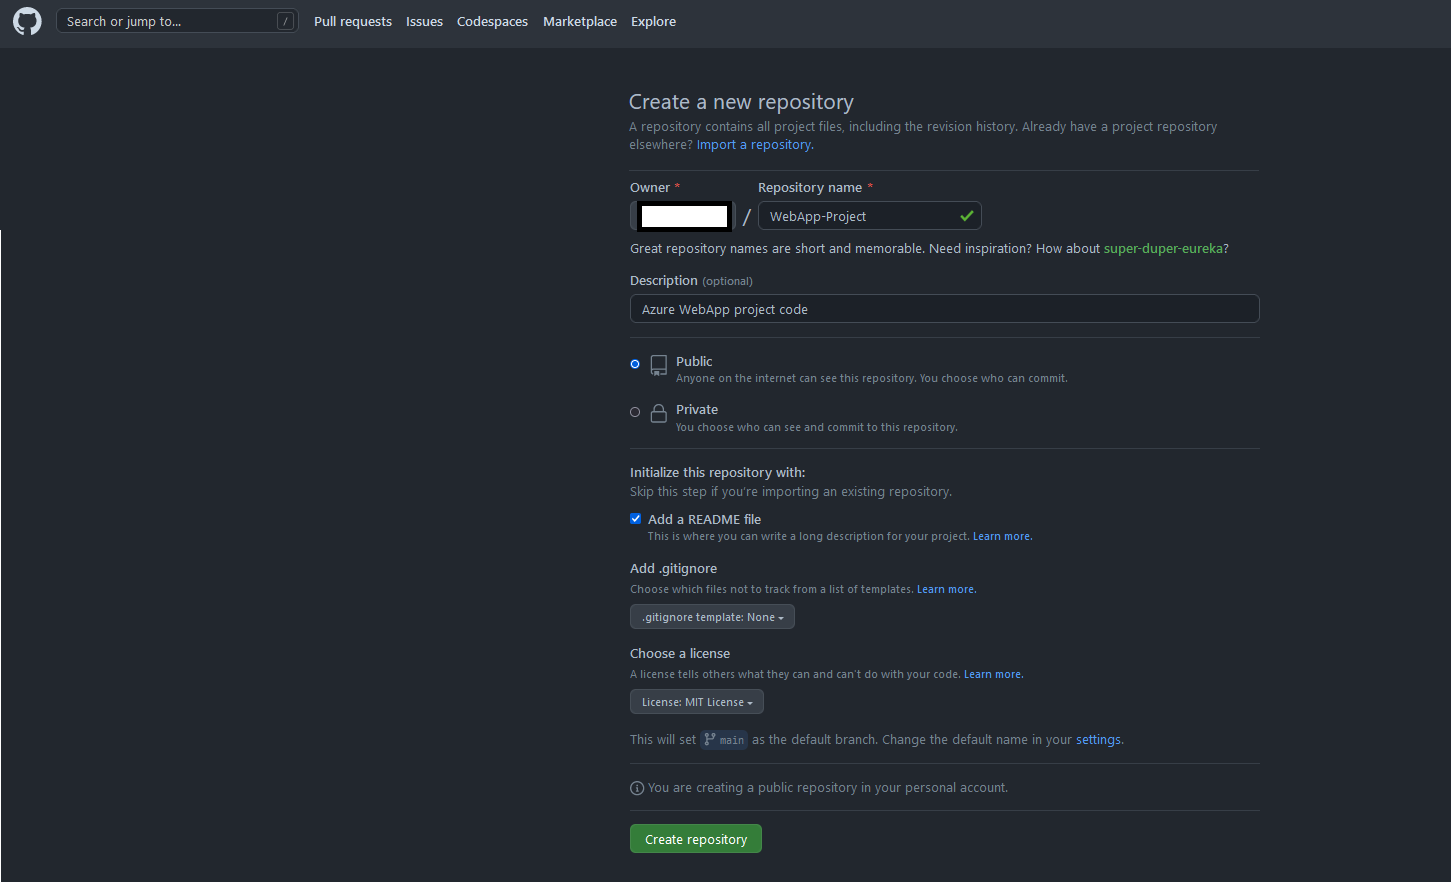 Search or jump to... /
Pull requests Issues Codespaces Marketplace Explore
Create a new repository
A repository contains all project files, including the revision history. Already have a project repository
elsewhere? Import a repository.
Owner * Repository name *
/ WebApp-Project
Great repository names are short and memorable. Need inspiration? How about super-duper-eureka?
Description (optional)
Azure WebApp project code
Public
Anyone on the internet can see this repository. You choose who can commit.
Private
You choose who can see and commit to this repository.
Initialize this repository with:
Skip this step if you're importing an existing repository.
Add a README file
This is where you can write a long description for your project. Learn more.
Add .gitignore
Choose which files not to track from a list of templates. Learn more.
.gitignore template: None
Choose a license
A license tells others what they can and can't do with your code. Learn more.
License: MIT License
This will set main as the default branch. Change the default name in your settings.
You are creating a public repository in your personal account.
Create repository